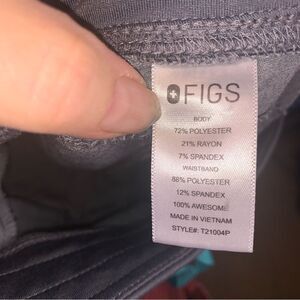 FIGS
BODY
72% POLYESTER
21% RAYON
7% SPANDEX
WAISTBAND
88% POLYESTER
12% SPANDEX
100% AWESOME
MADE IN VIETNAM
STYLE#: T21004P